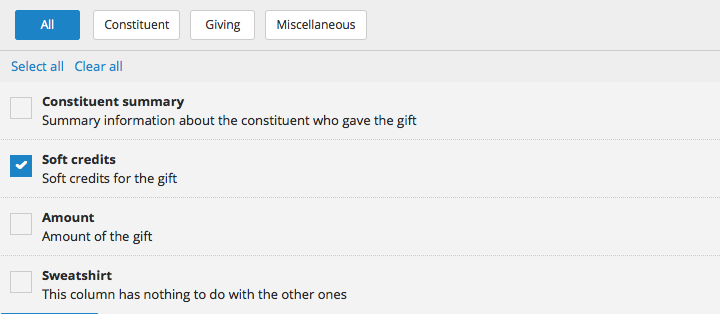 All Constituent Giving Miscellaneous
Select all Clear all
Constituent summary
Summary information about the constituent who gave the gift
Soft credits
Soft credits for the gift
Amount
Amount of the gift
Sweatshirt
This column has nothing to do with the other ones